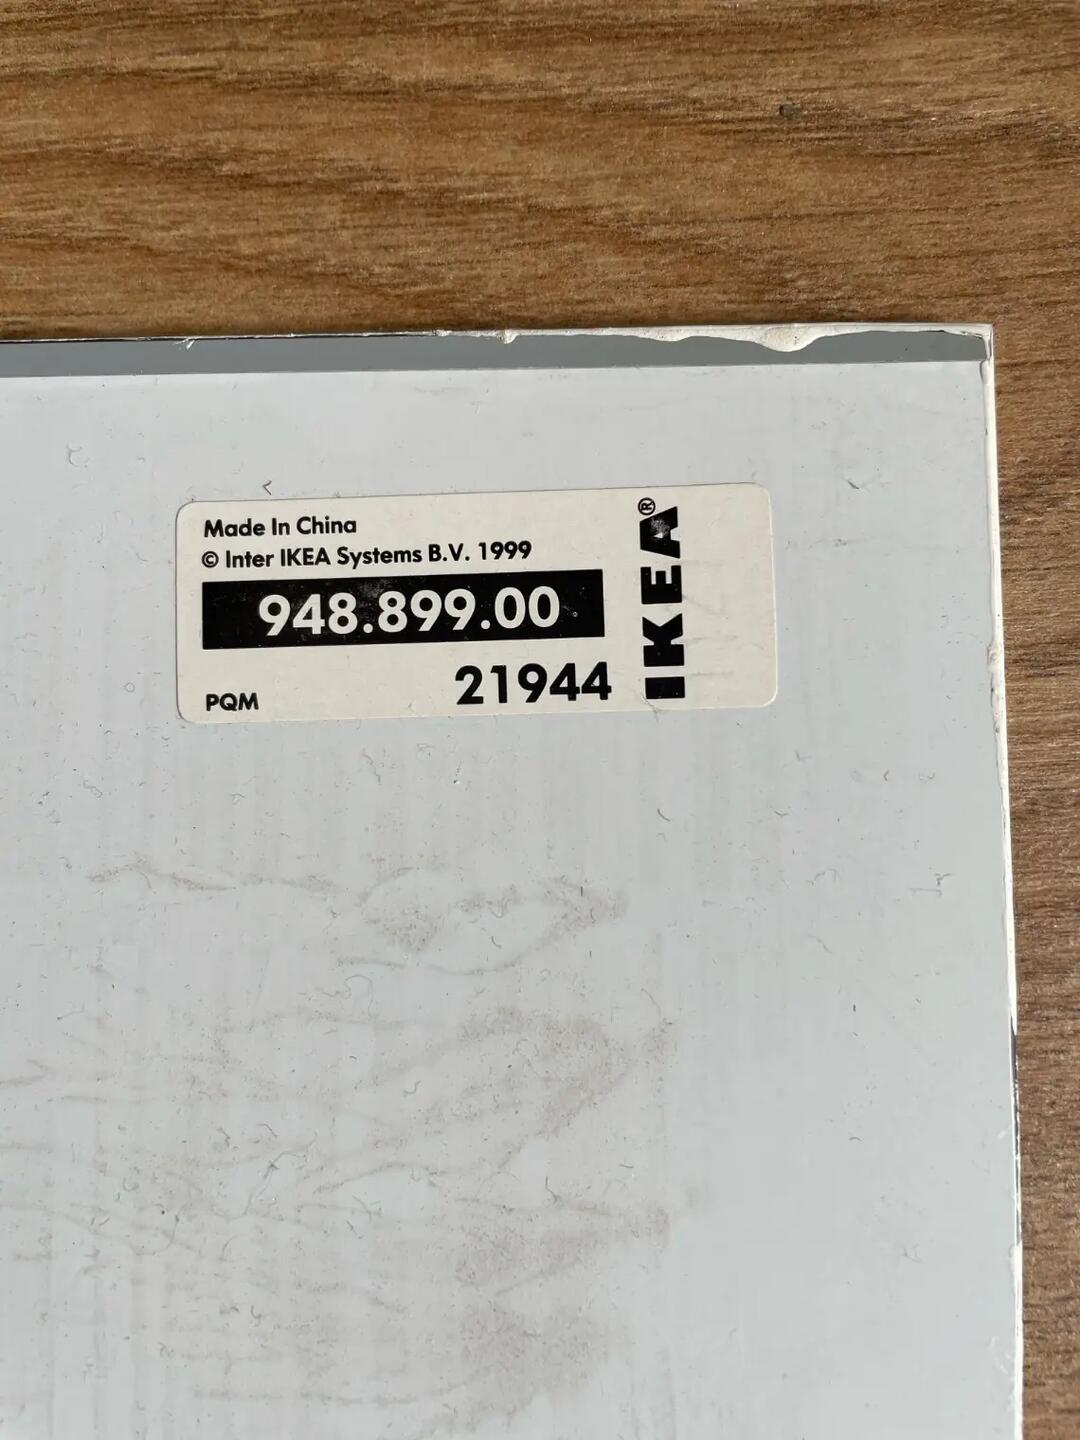 Made In China
© Inter IKEA Systems B.V. 1999
948.899.00
21944
PQM
IKEA®